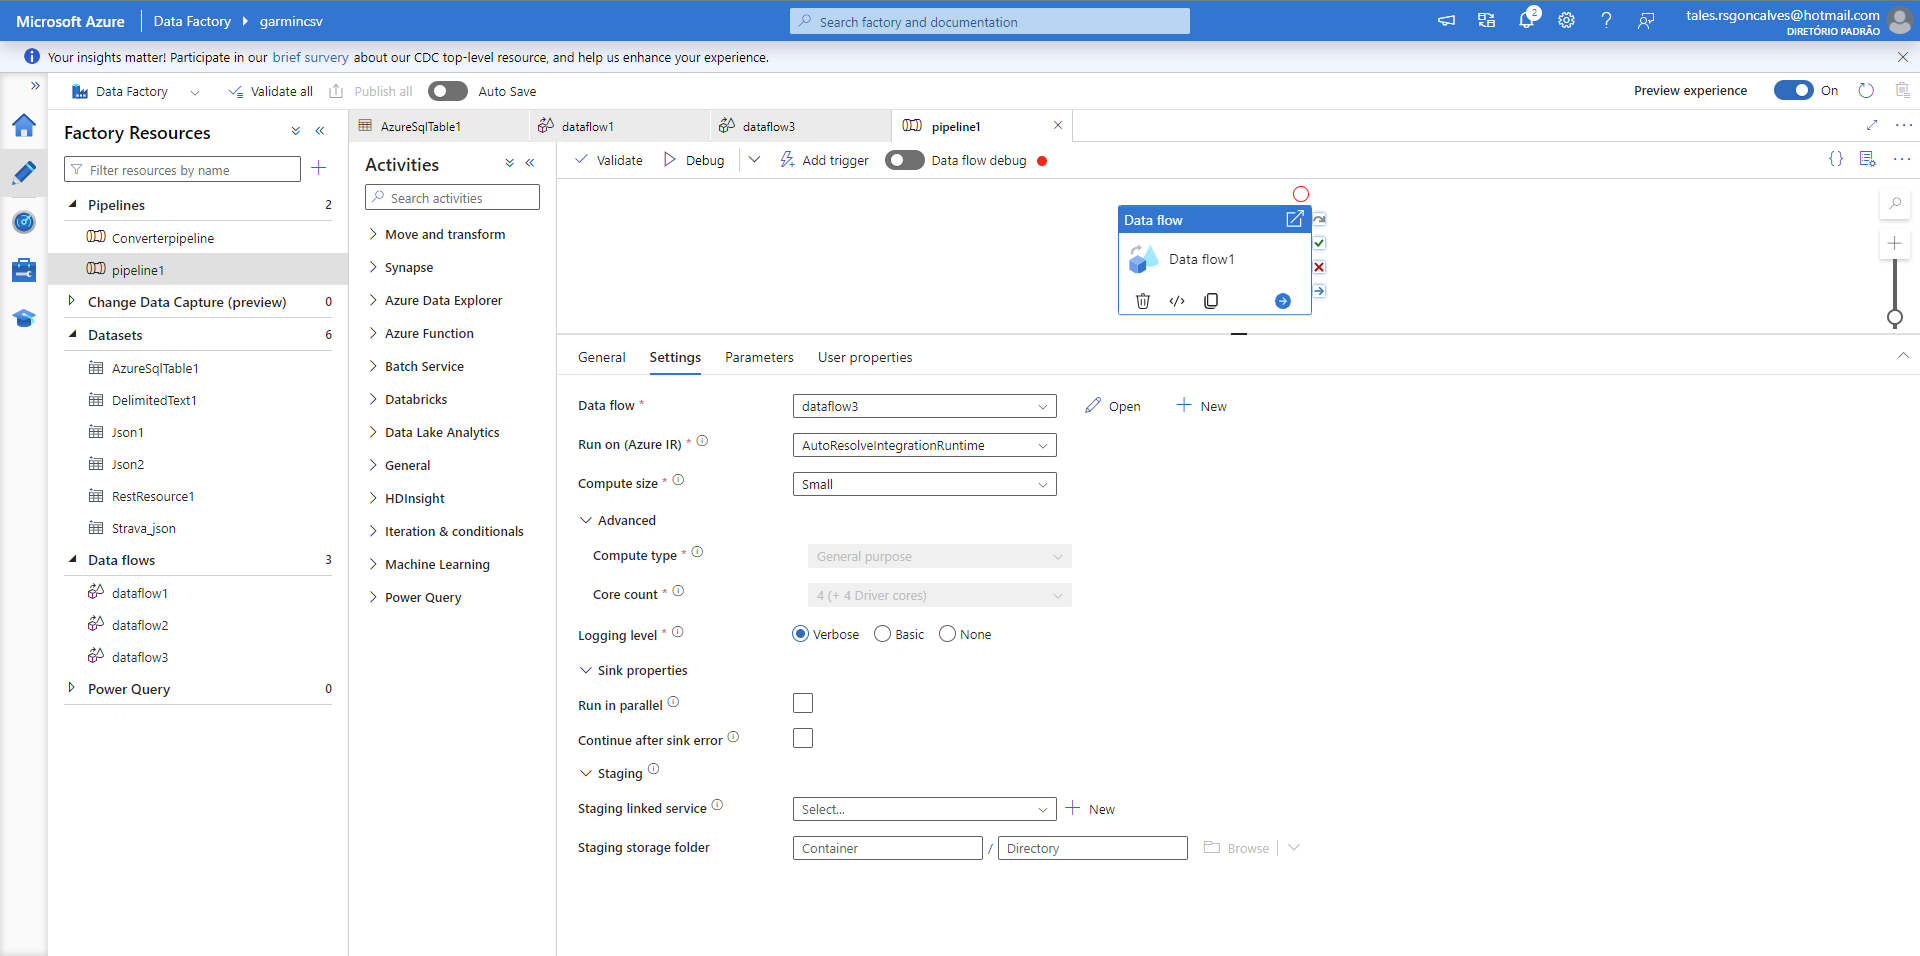 Microsoft Azure
Data Factory
garmincsv
Search factory and documentation
2
tales.rsgoncalves@hotmail.com
DIRETÓRIO PADRÃO
Your insights matter! Participate in our brief survery about our CDC top-level resource, and help us enhance your experience.
Data Factory
Validate all
Publish all
Auto Save
Preview experience
On
Factory Resources
Filter resources by name
Pipelines 2
Converterpipeline
pipeline1
Change Data Capture (preview) 0
Datasets 6
AzureSqlTable1
DelimitedText1
Json1
Json2
RestResource1
Strava_json
Data flows 3
dataflow1
dataflow2
dataflow3
Power Query 0
AzureSqlTable1
dataflow1
dataflow3
pipeline1
Activities
Search activities
Move and transform
Synapse
Azure Data Explorer
Azure Function
Batch Service
Databricks
Data Lake Analytics
General
HDInsight
Iteration & conditionals
Machine Learning
Power Query
Validate
Debug
Add trigger
Data flow debug
Data flow
Data flow1
General
Settings
Parameters
User properties
Data flow *
dataflow3
Open
New
Run on (Azure IR) *
AutoResolveIntegrationRuntime
Compute size *
Small
Advanced
Compute type *
General purpose
Core count *
4 (+ 4 Driver cores)
Logging level *
Verbose
Basic
None
Sink properties
Run in parallel
Continue after sink error
Staging
Staging linked service
Select...
New
Staging storage folder
Container
/
Directory
Browse